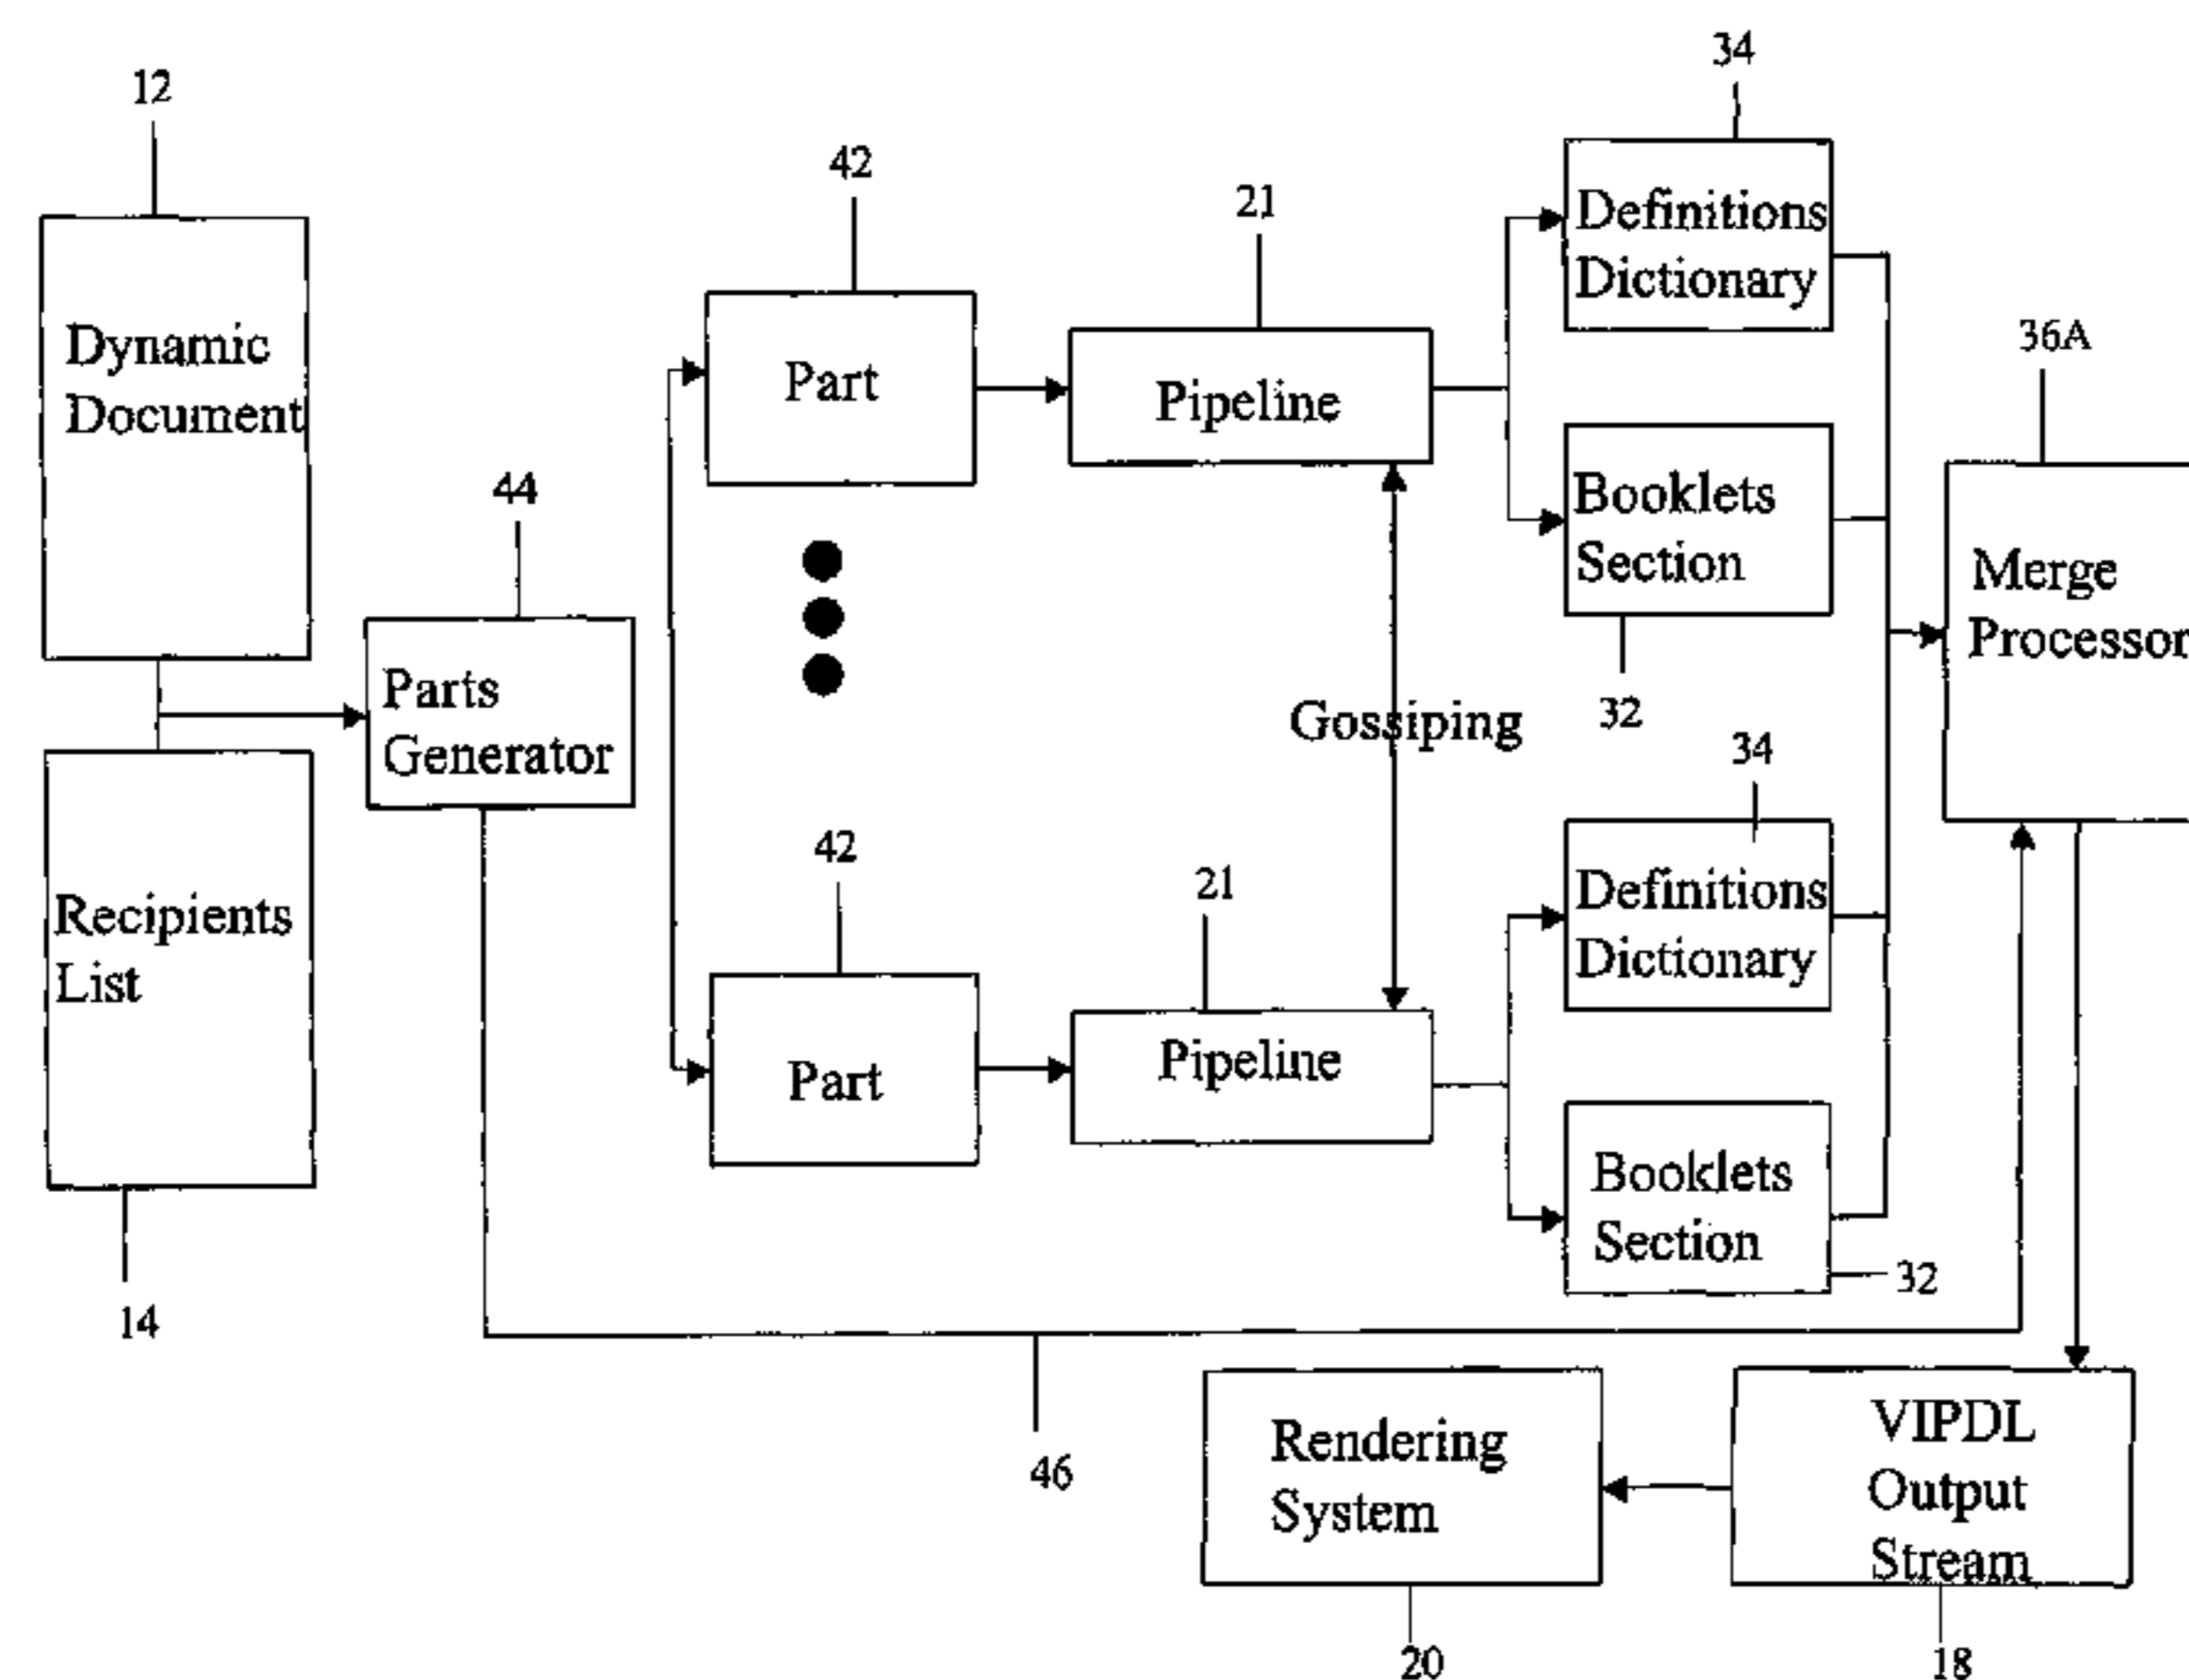 12
Dynamic
Document
Recipients
List
14
44
Parts
Generator
42
Part
42
Part
21
Pipeline
Gossiping
21
Pipeline
34
Definitions
Dictionary
Booklets
Section
32
34
Definitions
Dictionary
Booklets
Section
32
36A
Merge
Processor
46
Rendering
System
20
VIPDL
Output
Stream
18